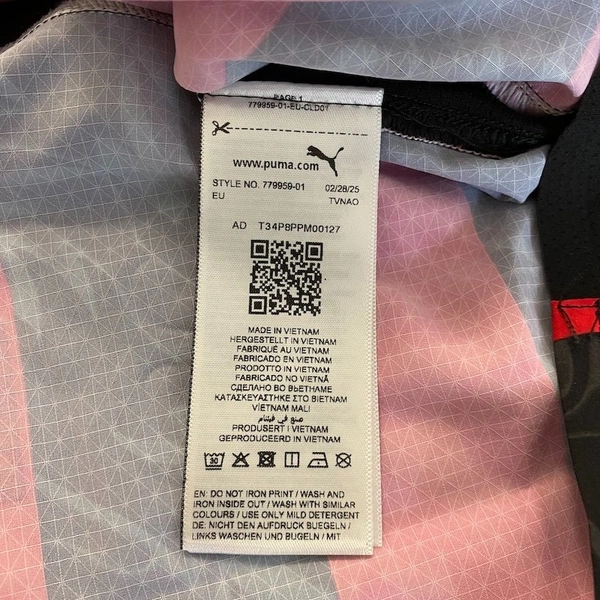 PAGE 1
779959-01-EU-CLD01
www.puma.com
STYLE NO. 779959-01 02/28/25
EU TVNAO
AD T34P8PPM00127
MADE IN VIETNAM
HERGESTELLT IN VIETNAM
FABRIQUÉ AU VIETNAM
FABRICADO EN VIETNAM
PRODOTTO IN VIETNAM
FABRICADO NO VIETNÃ
СДЕЛАНО ВО ВЬЕТНАМЕ
ΚΑΤΑΣΚΕΥΑΣΤΗΚΕ ΣΤΟ ΒΙΕΤΝΑΜ
VİETNAM MALI
صنع في فيتنام
PRODUSERT I VIETNAM
GEPRODUCEERD IN VIETNAM
30
EN: DO NOT IRON PRINT / WASH AND
IRON INSIDE OUT / WASH WITH SIMILAR
COLOURS / USE ONLY MILD DETERGENT
DE: NICHT DEN AUFDRUCK BUEGELN /
LINKS WASCHEN UND BUGELN / MIT